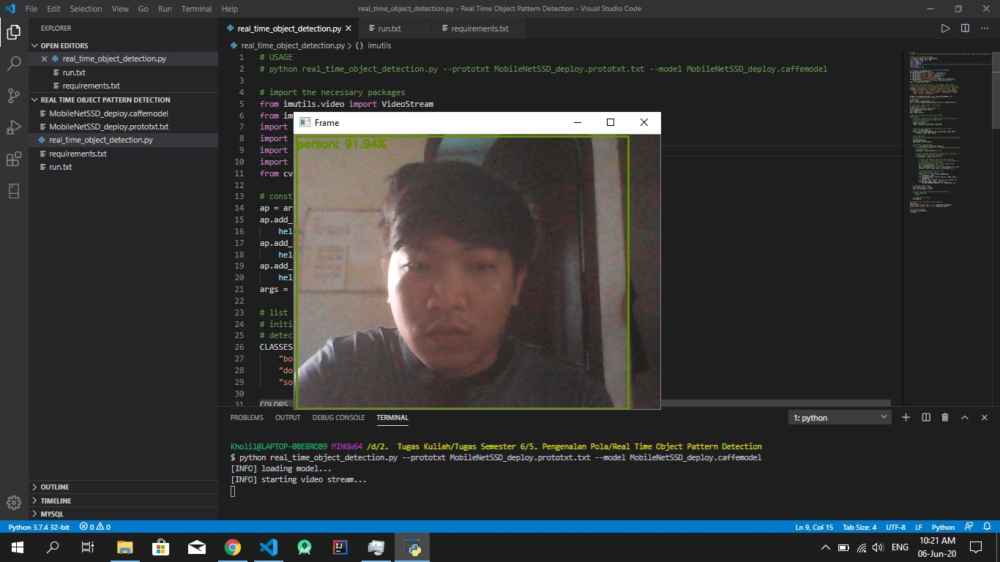 File Edit Selection View Go Run Terminal Help
real_time_object_detection.py - Real Time Object Pattern Detection - Visual Studio Code
EXPLORER
OPEN EDITORS
real_time_object_detection.py
run.txt
requirements.txt
REAL TIME OBJECT PATTERN DETECTION
MobileNetSSD_deploy.caffemodel
MobileNetSSD_deploy.prototxt.txt
real_time_object_detection.py
requirements.txt
run.txt
OUTLINE
TIMELINE
MYSQL
real_time_object_detection.py run.txt requirements.txt
real_time_object_detection.py > {} imutils
1 # USAGE
2 # python real_time_object_detection.py --prototxt MobileNetSSD_deploy.prototxt.txt --model MobileNetSSD_deploy.caffemodel
3
4 # import the necessary packages
5 from imutils.video import VideoStream
6 from im
7 import
8 import
9 import
10 import
11 from cv
12
13 # const
14 ap = ar
15 ap.add_
16 hel
17 ap.add_
18 hel
19 ap.add_
20 hel
21 args =
22
23 # list
24 # initi
25 # detec
26 CLASSES
27 "bo
28 "do
29 "so
30
31 COLORS
Frame
person: 91.94%
PROBLEMS OUTPUT DEBUG CONSOLE TERMINAL
1: python
Kholil@LAPTOP-08E8RO89 MINGW64 /d/2. Tugas Kuliah/Tugas Semester 6/5. Pengenalan Pola/Real Time Object Pattern Detection
$ python real_time_object_detection.py --prototxt MobileNetSSD_deploy.prototxt.txt --model MobileNetSSD_deploy.caffemodel
[INFO] loading model...
[INFO] starting video stream...
Python 3.7.4 32-bit 0 0
Ln 9, Col 15 Tab Size: 4 UTF-8 LF Python
ENG
10:21 AM
06-Jun-20